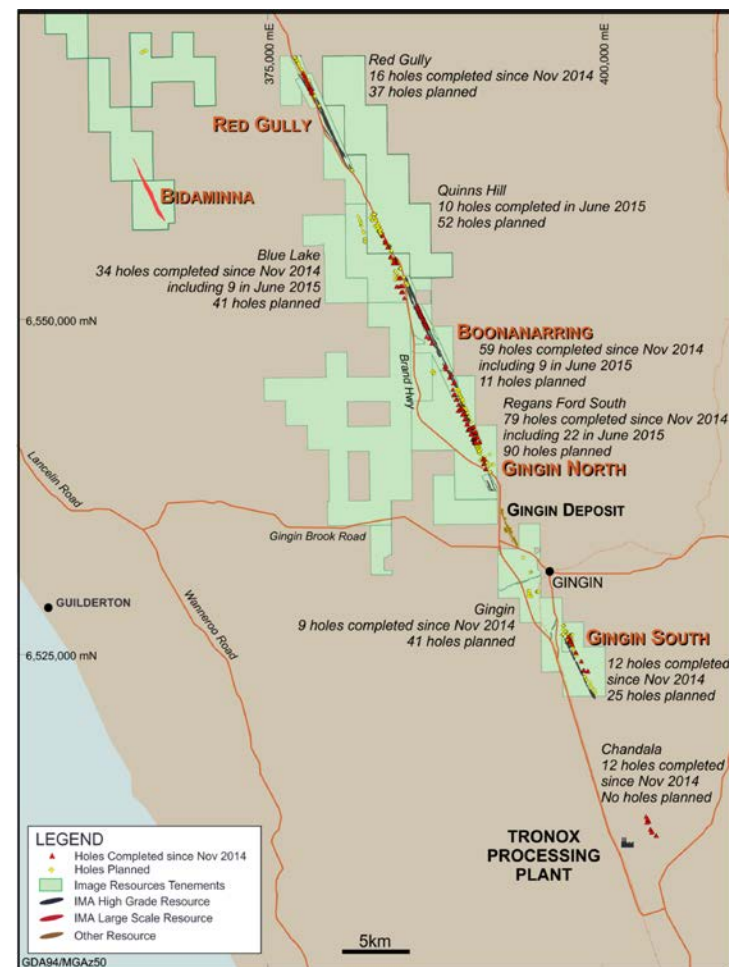 375,000 mE
400,000 mE
Red Gully
16 holes completed since Nov 2014
37 holes planned
RED GULLY
BIDAMINNA
Quinns Hill
10 holes completed in June 2015
52 holes planned
Blue Lake
34 holes completed since Nov 2014
including 9 in June 2015
41 holes planned
6,550,000 mN
BOONANARRING
59 holes completed since Nov 2014
including 9 in June 2015
11 holes planned
Brand Hwy
Regans Ford South
79 holes completed since Nov 2014
including 22 in June 2015
90 holes planned
GINGIN NORTH
Lancelin Road
GINGIN DEPOSIT
Gingin Brook Road
GINGIN
GUILDERTON
Wanneroo Road
Gingin
9 holes completed since Nov 2014
41 holes planned
GINGIN SOUTH
12 holes completed
since Nov 2014
25 holes planned
6,525,000 mN
Chandala
12 holes completed
since Nov 2014
No holes planned
TRONOX
PROCESSING
PLANT
LEGEND
Holes Completed since Nov 2014
Holes Planned
Image Resources Tenements
IMA High Grade Resource
IMA Large Scale Resource
Other Resource
5km
GDA94/MGAz50